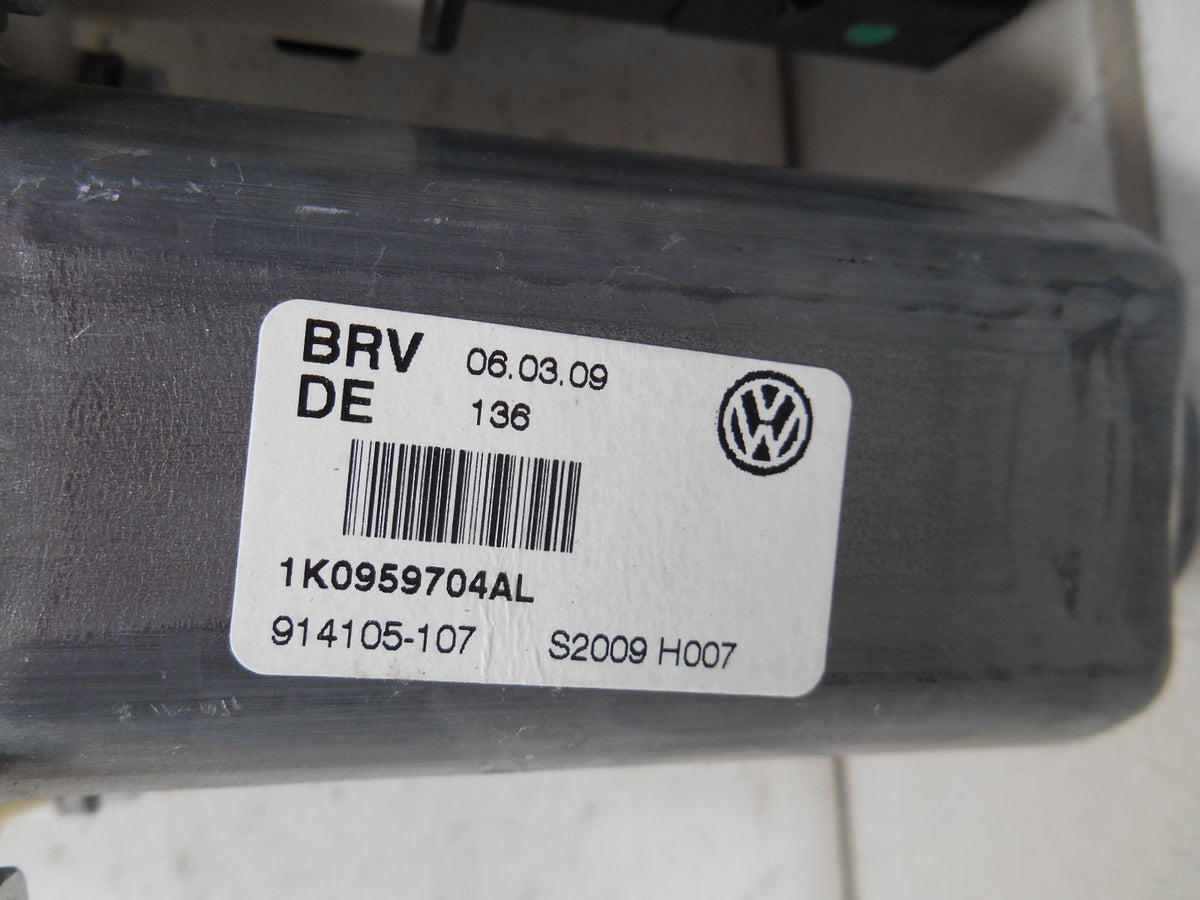 BRV 06.03.09
DE 136
1K0959704AL
914105-107 S2009 H007